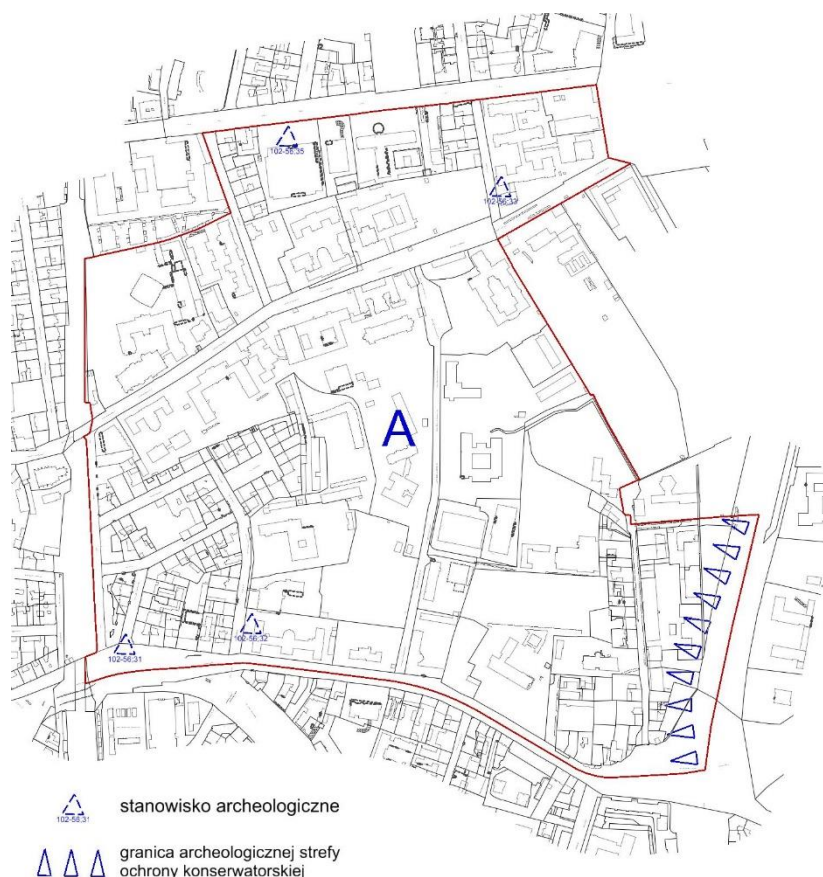 102-56;35
102-56;33
A
102-56;31
102-56;32
stanowisko archeologiczne
102-56;31
granica archeologicznej strefy
ochrony konserwatorskiej